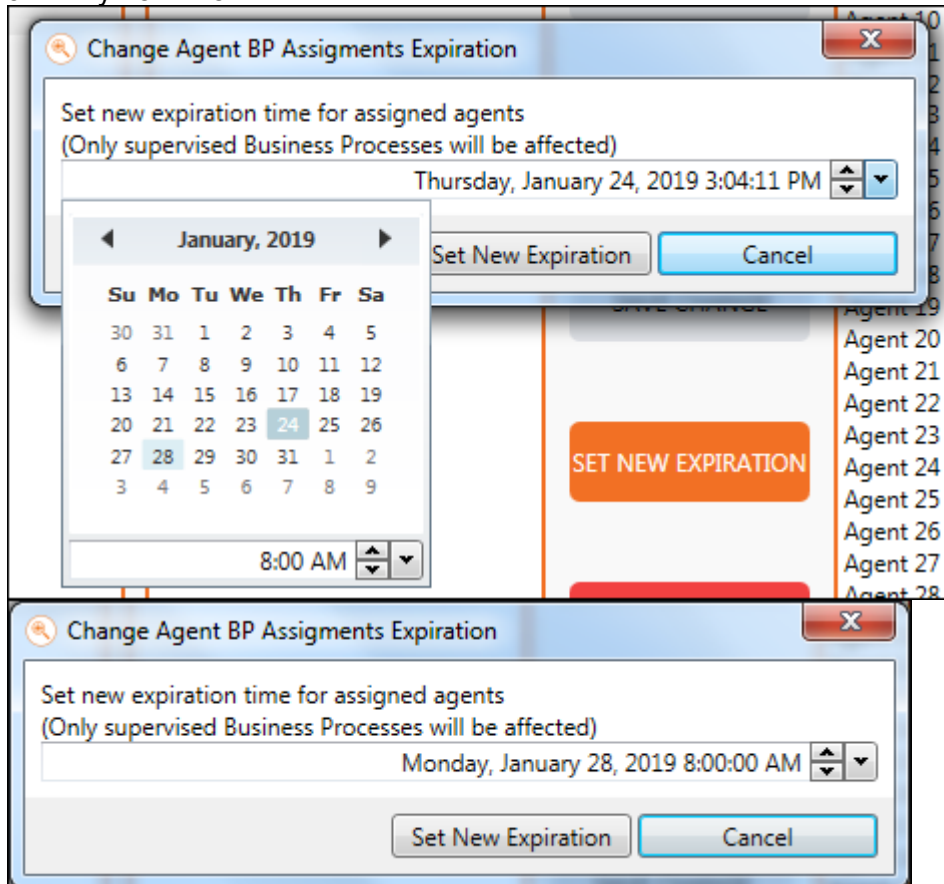 Change Agent BP Assigments Expiration
Set new expiration time for assigned agents
(Only supervised Business Processes will be affected)
Thursday, January 24, 2019 3:04:11 PM
Set New Expiration Cancel
January, 2019
Su Mo Tu We Th Fr Sa
30 31 1 2 3 4 5
6 7 8 9 10 11 12
13 14 15 16 17 18 19
20 21 22 23 24 25 26
27 28 29 30 31 1 2
3 4 5 6 7 8 9
8:00 AM
SAVE CHANGE
SET NEW EXPIRATION
Agent 10
Agent 19
Agent 20
Agent 21
Agent 22
Agent 23
Agent 24
Agent 25
Agent 26
Agent 27
Agent 28
Change Agent BP Assigments Expiration
Set new expiration time for assigned agents
(Only supervised Business Processes will be affected)
Monday, January 28, 2019 8:00:00 AM
Set New Expiration Cancel